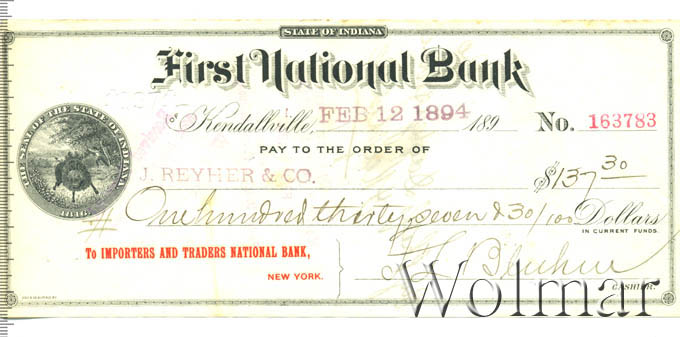 STATE OF INDIANA
First National Bank
OF Kendallville, FEB 12 1894 189 No. 163783
PAY TO THE ORDER OF
J. REYHER & CO. $137 30
One hundred thirty seven & 30/100 Dollars
IN CURRENT FUNDS.
THE SEAL OF THE STATE OF INDIANA
1816
To IMPORTERS AND TRADERS NATIONAL BANK,
NEW YORK.
CASHIER.
Wolmar